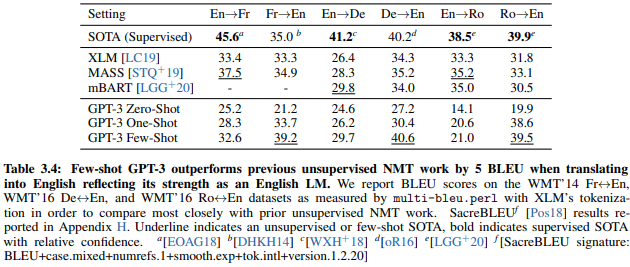 Setting En→Fr Fr→En En→De De→En En→Ro Ro→En
SOTA (Supervised) 45.6ᵃ 35.0 ᵇ 41.2ᶜ 40.2ᵈ 38.5ᵉ 39.9ᵉ
XLM [LC19] 33.4 33.3 26.4 34.3 33.3 31.8
MASS [STQ⁺19] 37.5 34.9 28.3 35.2 35.2 33.1
mBART [LGG⁺20] - - 29.8 34.0 35.0 30.5
GPT-3 Zero-Shot 25.2 21.2 24.6 27.2 14.1 19.9
GPT-3 One-Shot 28.3 33.7 26.2 30.4 20.6 38.6
GPT-3 Few-Shot 32.6 39.2 29.7 40.6 21.0 39.5
Table 3.4: Few-shot GPT-3 outperforms previous unsupervised NMT work by 5 BLEU when translating
into English reflecting its strength as an English LM. We report BLEU scores on the WMT'14 Fr↔En,
WMT'16 De↔En, and WMT'16 Ro↔En datasets as measured by multi-bleu.perl with XLM's tokeniza-
tion in order to compare most closely with prior unsupervised NMT work. SacreBLEUᶠ [Pos18] results re-
ported in Appendix H. Underline indicates an unsupervised or few-shot SOTA, bold indicates supervised SOTA
with relative confidence. ᵃ[EOAG18] ᵇ[DHKH14] ᶜ[WXH⁺18] ᵈ[oR16] ᵉ[LGG⁺20] ᶠ[SacreBLEU signature:
BLEU+case.mixed+numrefs.1+smooth.exp+tok.intl+version.1.2.20]